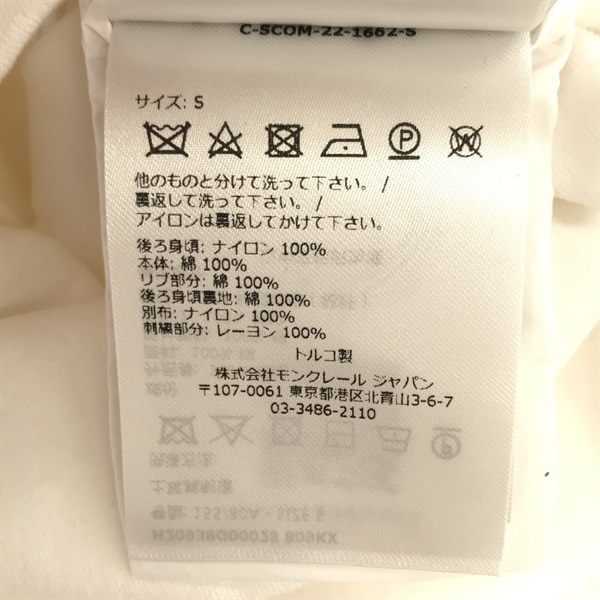 C-SCOM-22-1662-S
サイズ: S
他のものと分けて洗って下さい。 /
裏返して洗って下さい。 /
アイロンは裏返してかけて下さい。
後ろ身頃: ナイロン 100%
本体: 綿 100%
リブ部分: 綿 100%
後ろ身頃裏地: 綿 100%
別布: ナイロン 100%
刺繍部分: レーヨン 100%
トルコ製
株式会社モンクレール ジャパン
〒107-0061 東京都港区北青山3-6-7
03-3486-2110